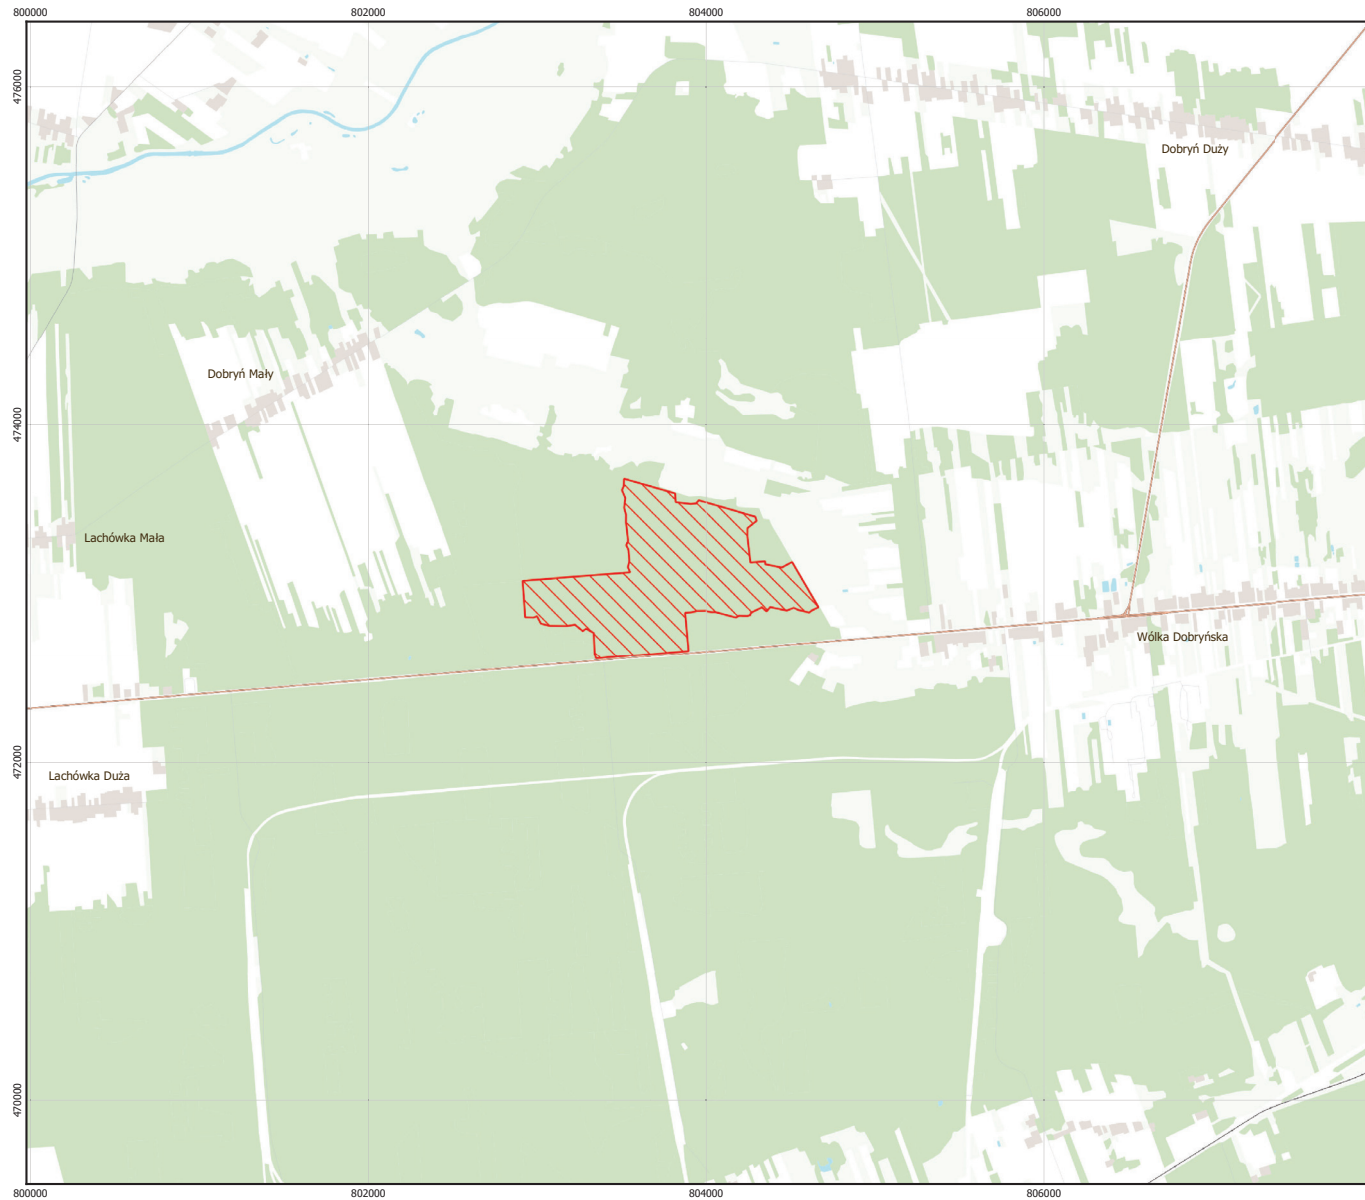 800000 802000 804000 806000
476000
Dobryń Duży
Dobryń Mały
474000
Lachówka Mała
Wólka Dobryńska
472000
Lachówka Duża
470000
800000 802000 804000 806000